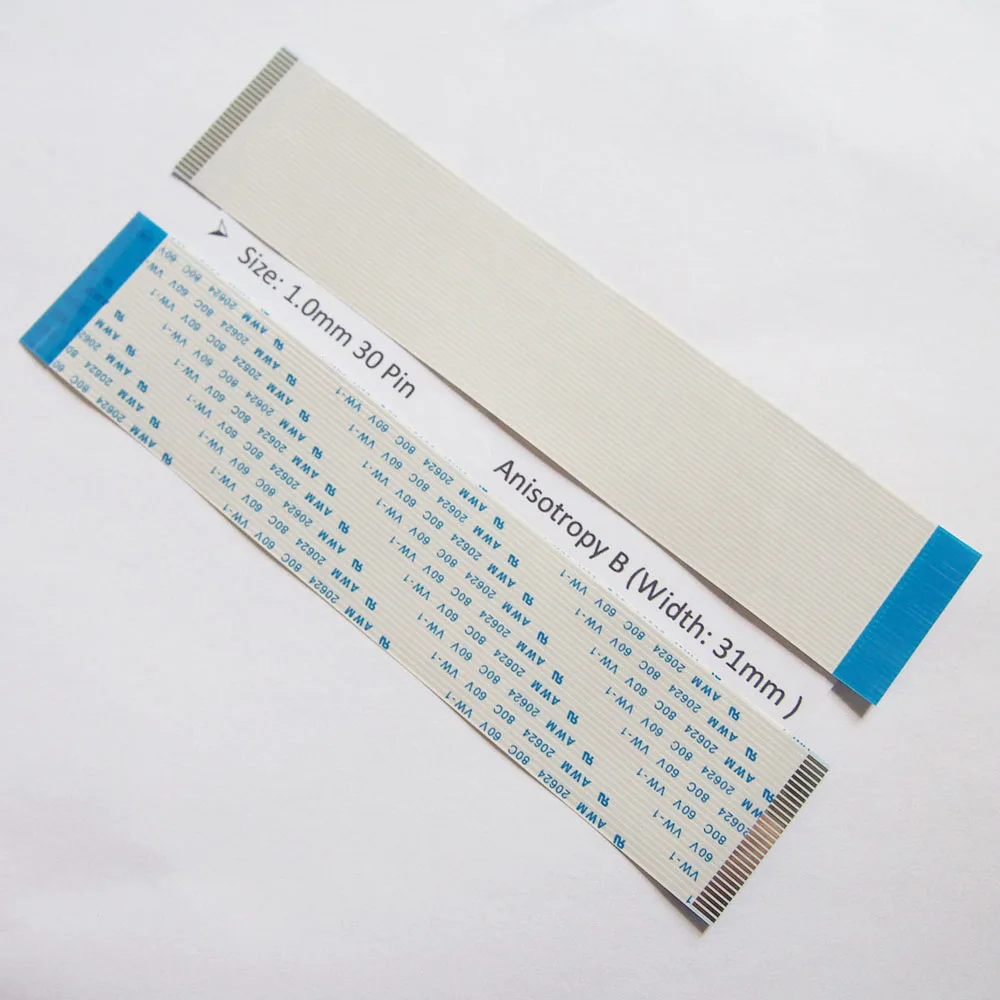 ➢ Size: 1.0mm 30 Pin
Anisotropy B (Width: 31mm )
AWM 20624 80C 60V VW-1